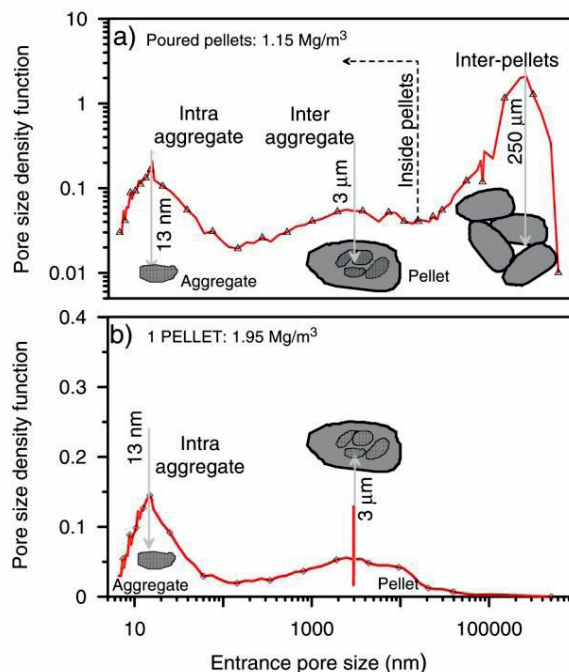 a) Poured pellets: 1.15 Mg/m³
Inter-pellets
Intra
aggregate
Inter
aggregate
Inside pellets
250 µm
3 µm
13 nm
Aggregate
Pellet
Pore size density function
10
1
0.1
0.01
b) 1 PELLET: 1.95 Mg/m³
13 nm
Intra
aggregate
3 µm
Aggregate
Pellet
Pore size density function
0.4
0.3
0.2
0.1
0
10 1000 100000
Entrance pore size (nm)